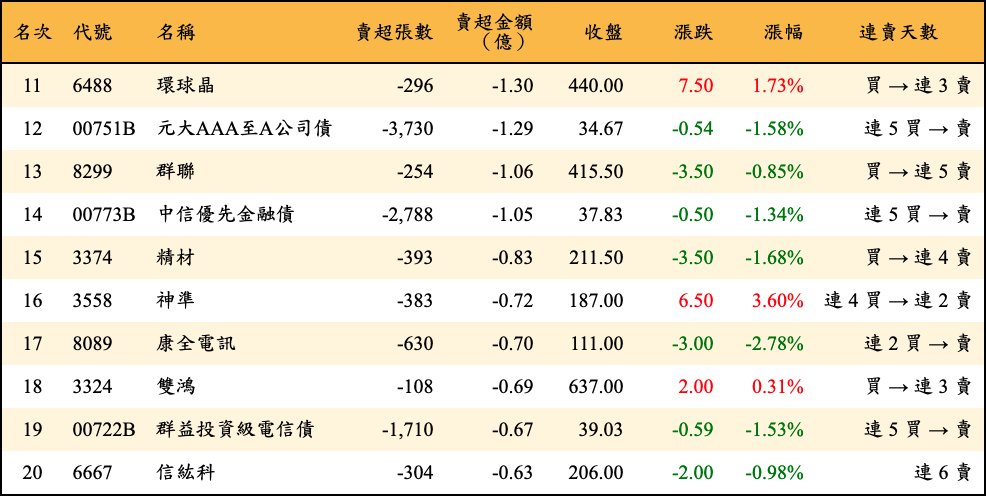 名次 代號 名稱 賣超張數 賣超金額（億） 收盤 漲跌 漲幅 連賣天數
11 6488 環球晶 -296 -1.30 440.00 7.50 1.73% 買 → 連 3 賣
12 00751B 元大AAA至A公司債 -3,730 -1.29 34.67 -0.54 -1.58% 連 5 買 → 賣
13 8299 群聯 -254 -1.06 415.50 -3.50 -0.85% 買 → 連 5 賣
14 00773B 中信優先金融債 -2,788 -1.05 37.83 -0.50 -1.34% 連 5 買 → 賣
15 3374 精材 -393 -0.83 211.50 -3.50 -1.68% 買 → 連 4 賣
16 3558 神準 -383 -0.72 187.00 6.50 3.60% 連 4 買 → 連 2 賣
17 8089 康全電訊 -630 -0.70 111.00 -3.00 -2.78% 連 2 買 → 賣
18 3324 雙鴻 -108 -0.69 637.00 2.00 0.31% 買 → 連 3 賣
19 00722B 群益投資級電信債 -1,710 -0.67 39.03 -0.59 -1.53% 連 5 買 → 賣
20 6667 信紘科 -304 -0.63 206.00 -2.00 -0.98% 連 6 賣